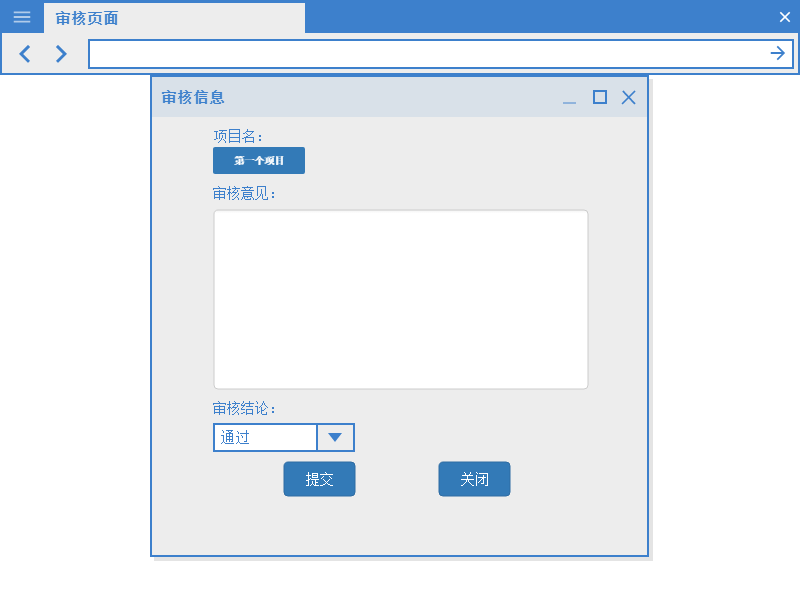 审核页面
审核信息
项目名：
第一个项目
审核意见：
审核结论：
通过
提交 关闭